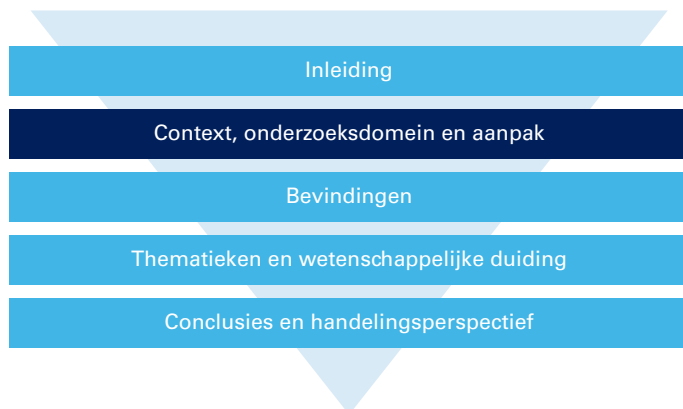 Inleiding
Context, onderzoeksdomein en aanpak
Bevindingen
Thematieken en wetenschappelijke duiding
Conclusies en handelingsperspectief